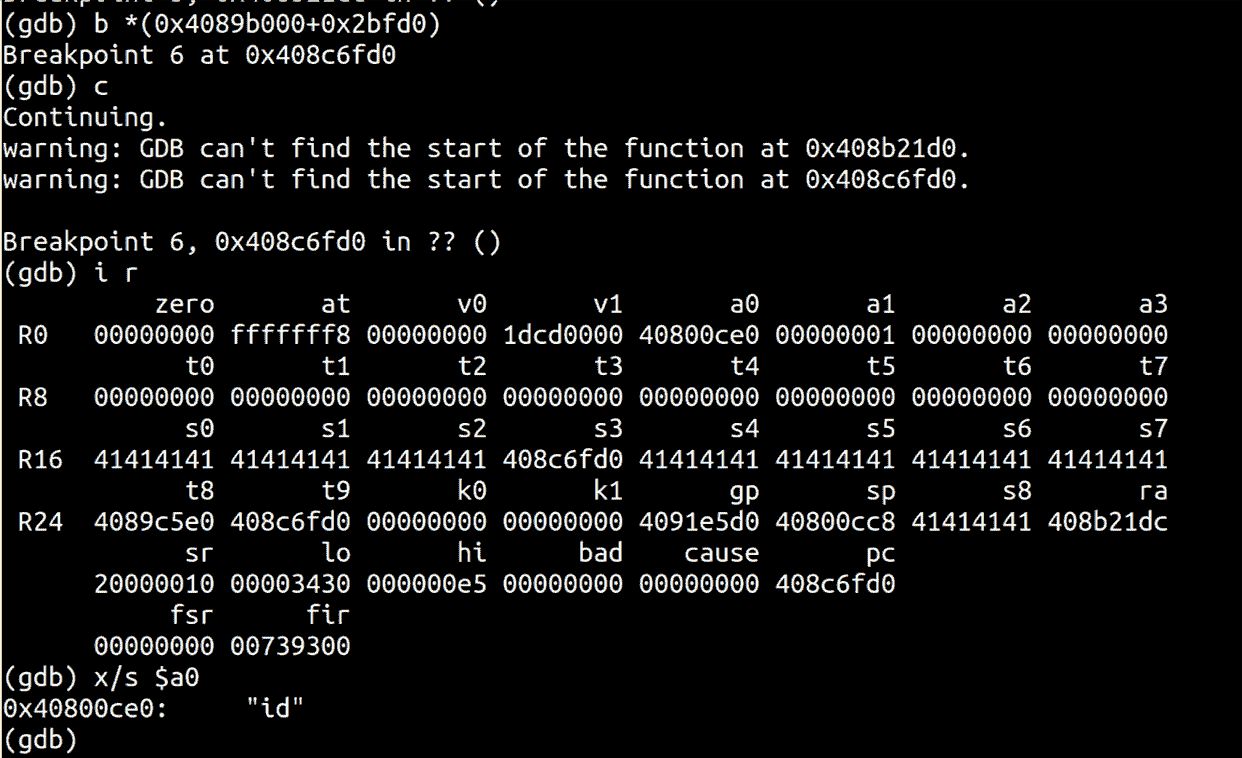 (gdb) b *(0x4089b000+0x2bfd0)
Breakpoint 6 at 0x408c6fd0
(gdb) c
Continuing.
warning: GDB can't find the start of the function at 0x408b21d0.
warning: GDB can't find the start of the function at 0x408c6fd0.
Breakpoint 6, 0x408c6fd0 in ?? ()
(gdb) i r
zero at v0 v1 a0 a1 a2 a3
R0 00000000 fffffff8 00000000 1dcd0000 40800ce0 00000001 00000000 00000000
t0 t1 t2 t3 t4 t5 t6 t7
R8 00000000 00000000 00000000 00000000 00000000 00000000 00000000 00000000
s0 s1 s2 s3 s4 s5 s6 s7
R16 41414141 41414141 41414141 408c6fd0 41414141 41414141 41414141 41414141
t8 t9 k0 k1 gp sp s8 ra
R24 4089c5e0 408c6fd0 00000000 00000000 4091e5d0 40800cc8 41414141 408b21dc
sr lo hi bad cause pc
20000010 00003430 000000e5 00000000 00000000 408c6fd0
fsr fir
00000000 00739300
(gdb) x/s $a0
0x40800ce0: "id"
(gdb)